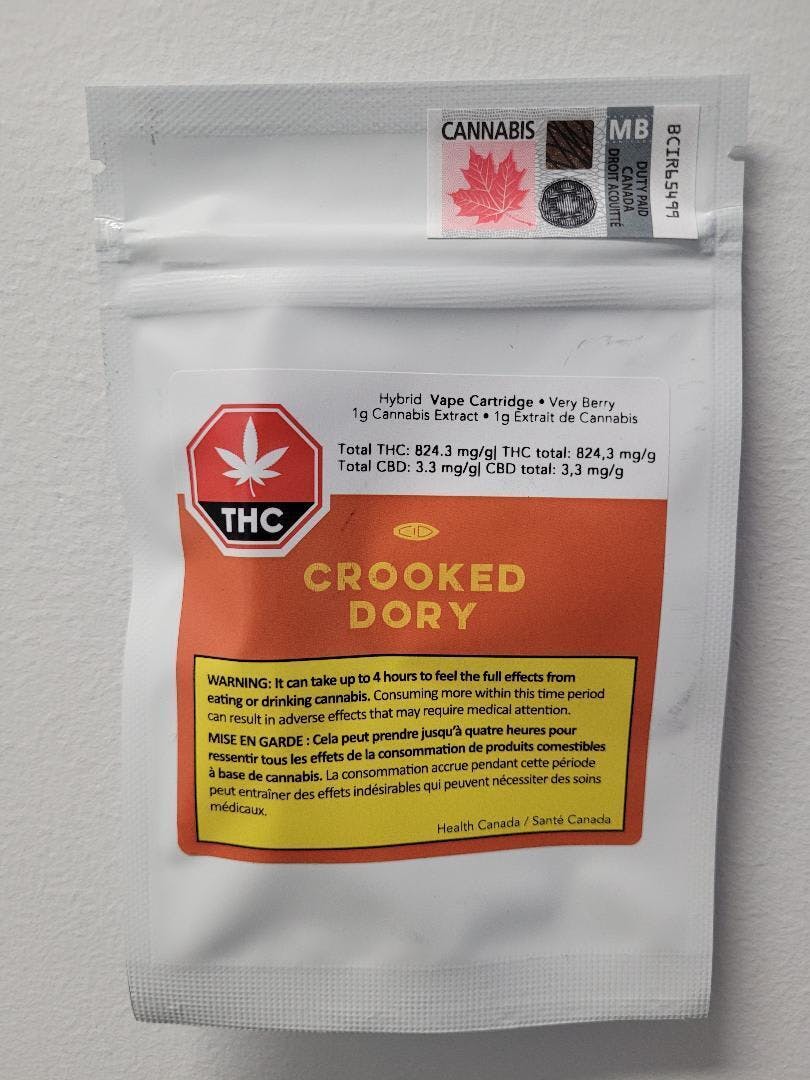 CANNABIS
MB
DUTY PAID
CANADA
DROIT ACQUITTÉ
BCIR65499
Hybrid Vape Cartridge • Very Berry
1g Cannabis Extract • 1g Extrait de Cannabis
Total THC: 824.3 mg/g| THC total: 824,3 mg/g
Total CBD: 3.3 mg/g| CBD total: 3,3 mg/g
THC
CROOKED
DORY
WARNING: It can take up to 4 hours to feel the full effects from
eating or drinking cannabis. Consuming more within this time period
can result in adverse effects that may require medical attention.
MISE EN GARDE : Cela peut prendre jusqu'à quatre heures pour
ressentir tous les effets de la consommation de produits comestibles
à base de cannabis. La consommation accrue pendant cette période
peut entraîner des effets indésirables qui peuvent nécessiter des soins
médicaux.
Health Canada / Santé Canada